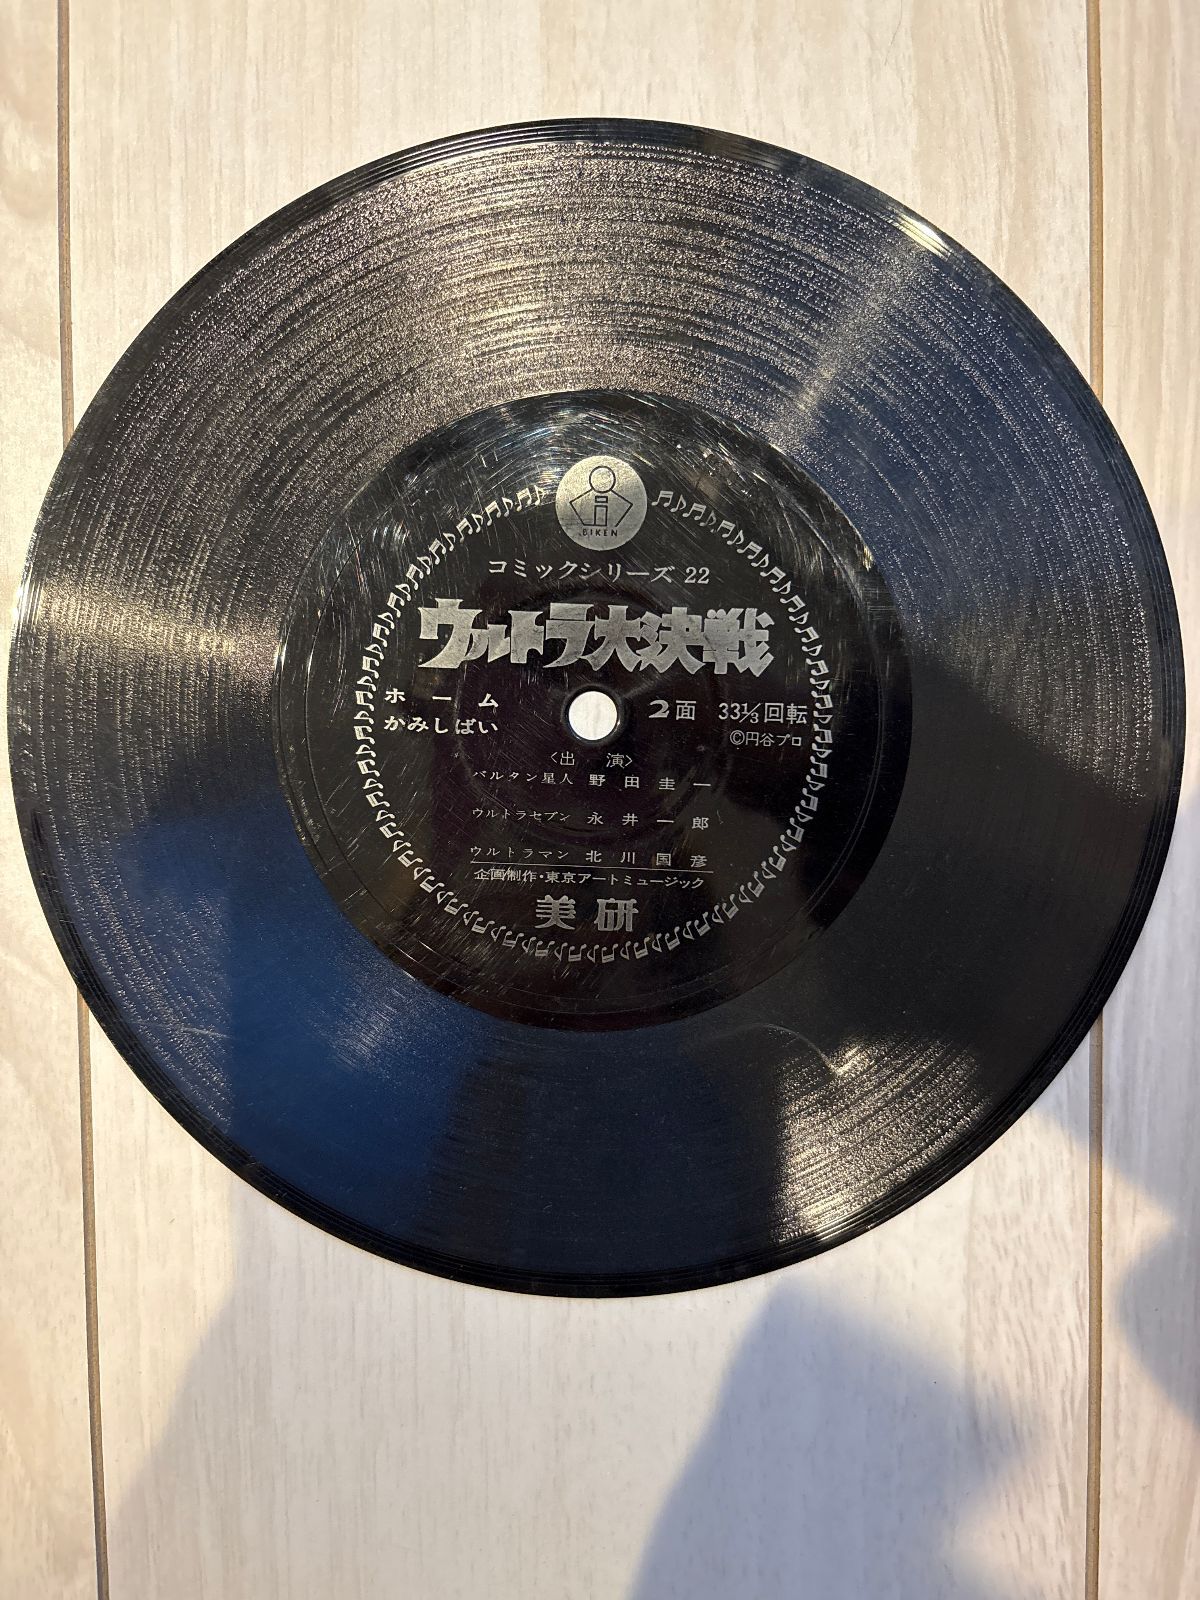 BIKEN
コミックシリーズ 22
ウルトラ大決戦
ホーム
かみしばい
2面 33⅓回転
©円谷プロ
〈出 演〉
バルタン星人 野田圭一
ウルトラセブン 永井一郎
ウルトラマン 北川国彦
企画制作・東京アートミュージック
美研